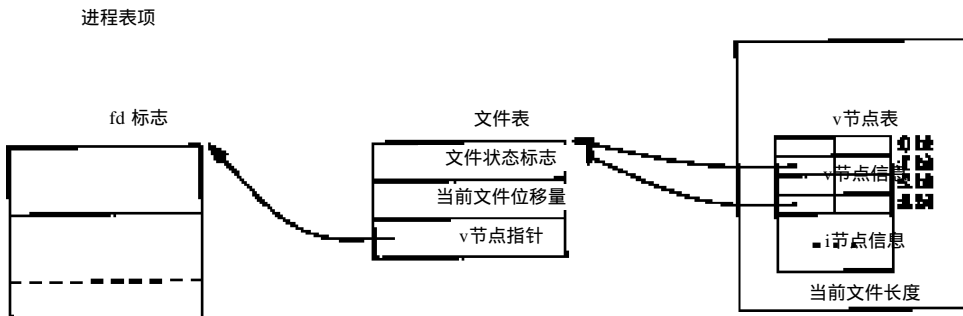 进程表项
fd 标志
文件表
v节点表
文件状态标志
v节点信息
当前文件位移量
v节点指针
i节点信息
当前文件长度